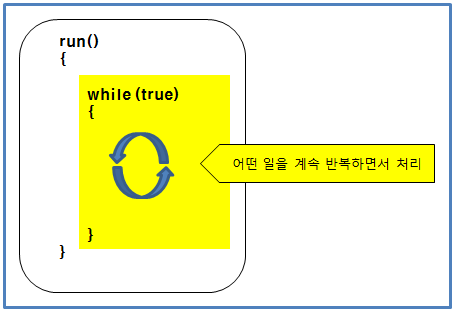 run()
{
while (true)
{
어떤 일을 계속 반복하면서 처리
}
}